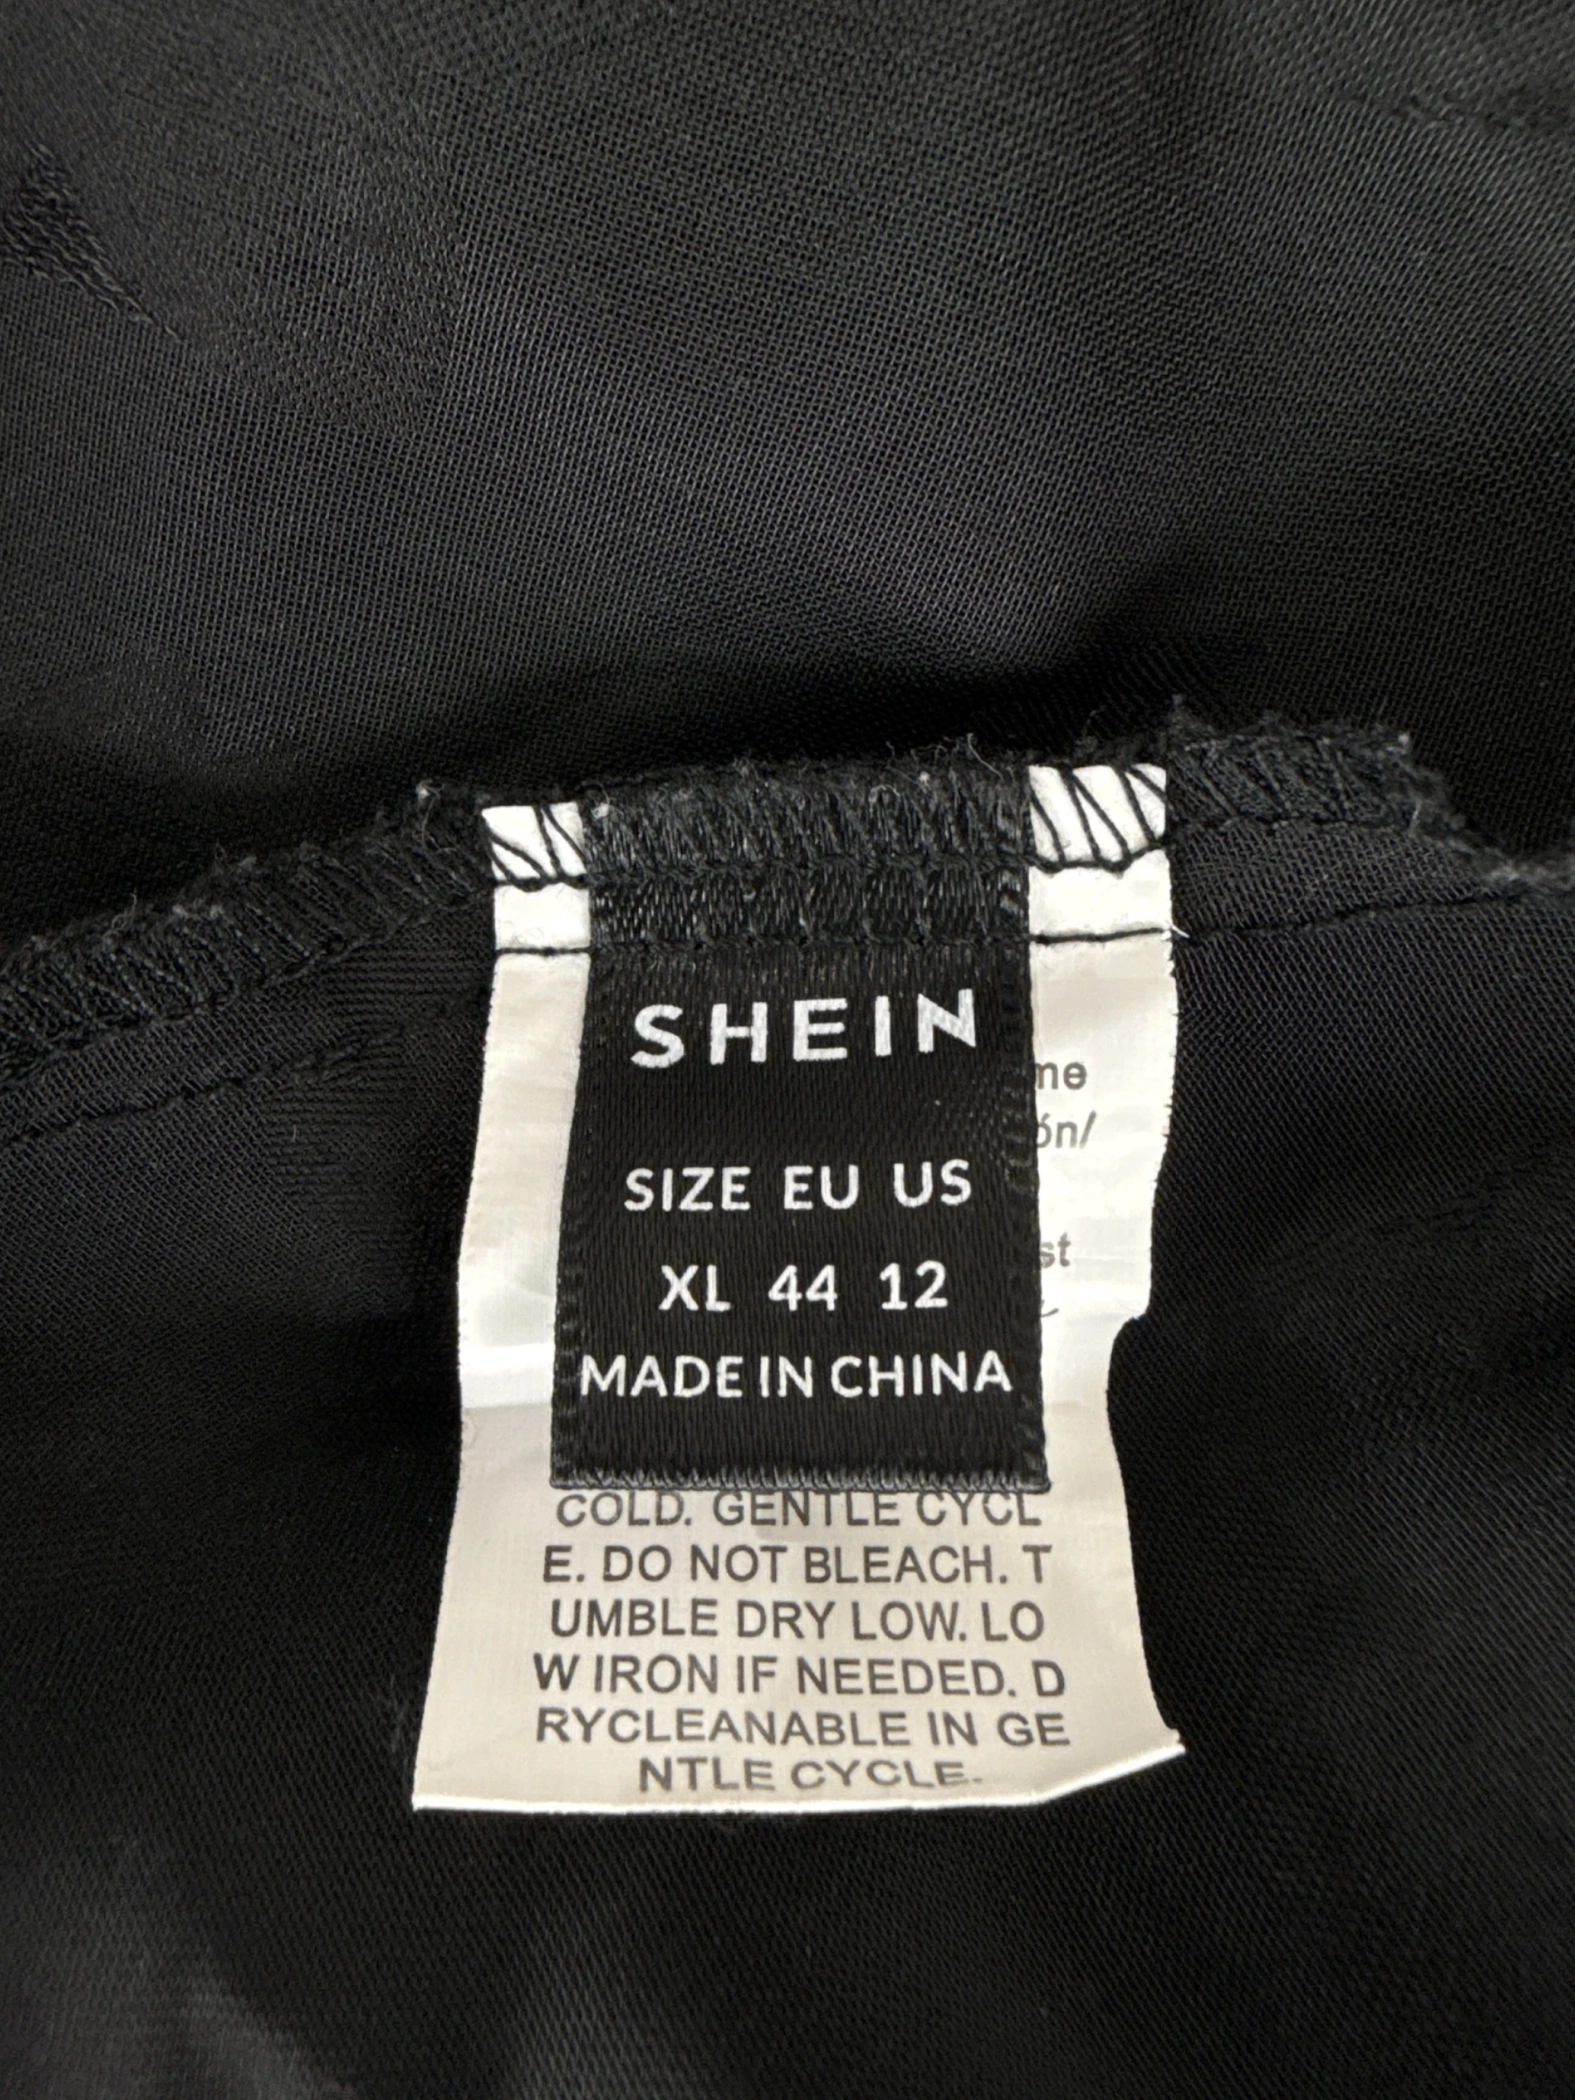 SHEIN
SIZE EU US
XL 44 12
MADE IN CHINA
COLD. GENTLE CYCL
E. DO NOT BLEACH. T
UMBLE DRY LOW. LO
W IRON IF NEEDED. D
RYCLEANABLE IN GE
NTLE CYCLE.